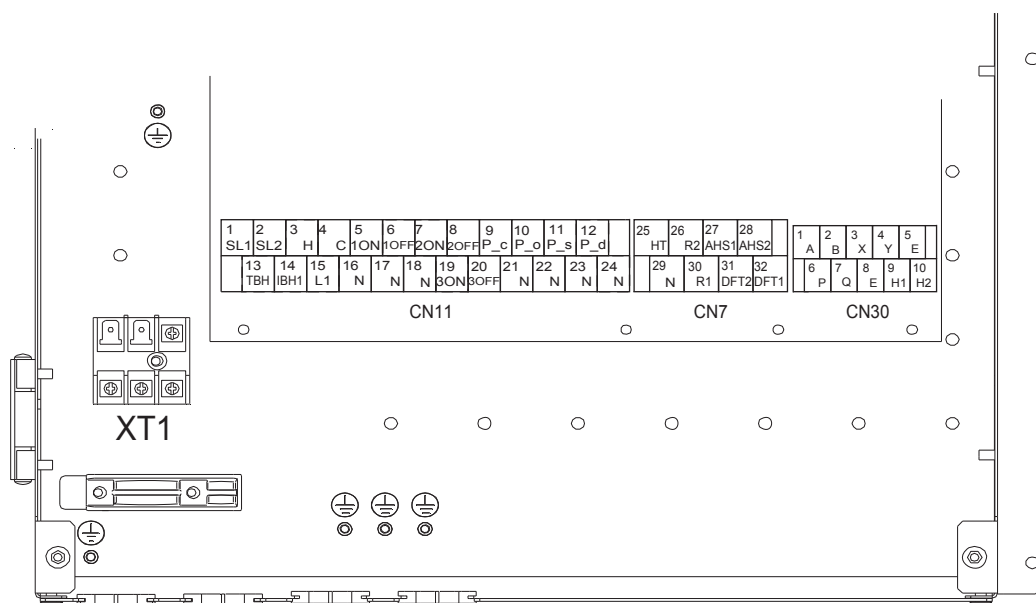 1 2 3 4 5 6 7 8 9 10 11 12
SL1 SL2 H C 1ON 1OFF 2ON 2OFF P_c P_o P_s P_d
13 14 15 16 17 18 19 20 21 22 23 24
TBH IBH1 L1 N N N 3ON 3OFF N N N N
CN11
25 26 27 28
HT R2 AHS1 AHS2
29 30 31 32
N R1 DFT2 DFT1
CN7
1 2 3 4 5
A B X Y E
6 7 8 9 10
P Q E H1 H2
CN30
XT1